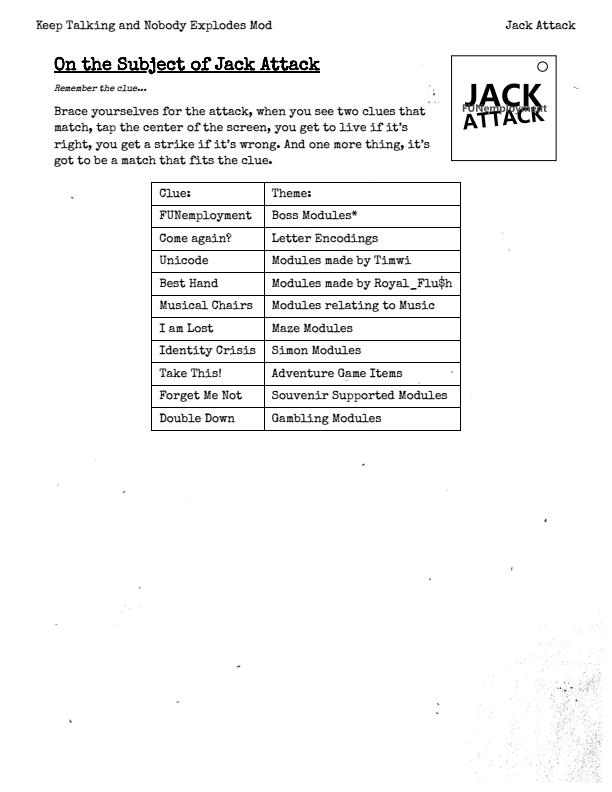 Keep Talking and Nobody Explodes Mod Jack Attack
On the Subject of Jack Attack
Remember the clue...
Brace yourselves for the attack, when you see two clues that
match, tap the center of the screen, you get to live if it's
right, you get a strike if it's wrong. And one more thing, it's
got to be a match that fits the clue.
JACK
FUNemployment
ATTACK
Clue: Theme:
FUNemployment Boss Modules*
Come again? Letter Encodings
Unicode Modules made by Timwi
Best Hand Modules made by Royal_Flu$h
Musical Chairs Modules relating to Music
I am Lost Maze Modules
Identity Crisis Simon Modules
Take This! Adventure Game Items
Forget Me Not Souvenir Supported Modules
Double Down Gambling Modules